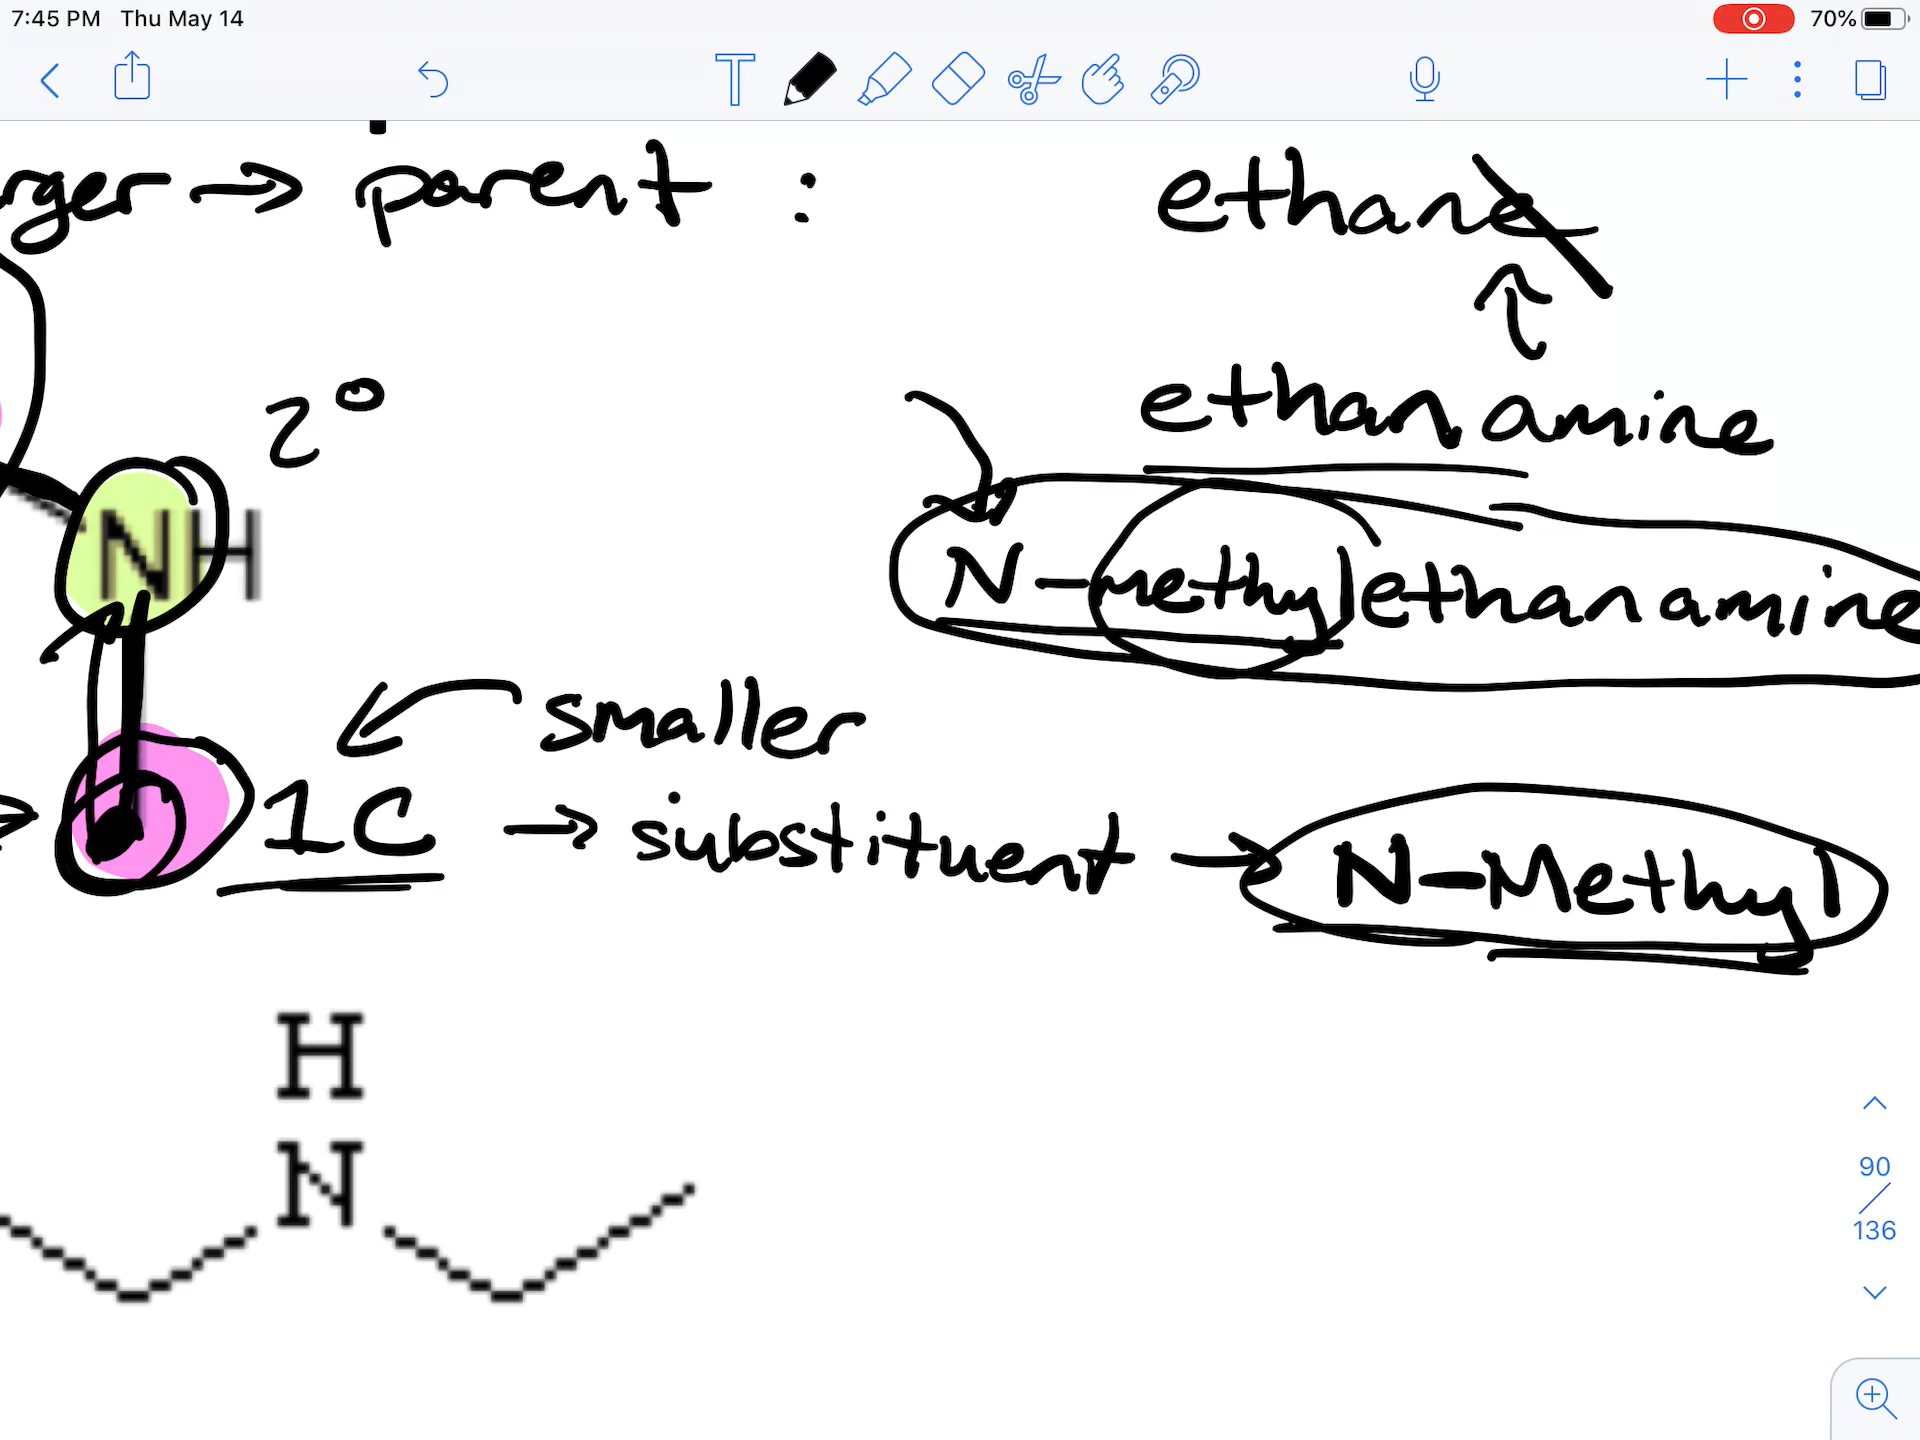 7:45 PM Thu May 14 70%
rger → parent : ethane
2° ethanamine
NH N-methylethanamine
smaller
1C → substituent → N-Methyl
H
N
90
136